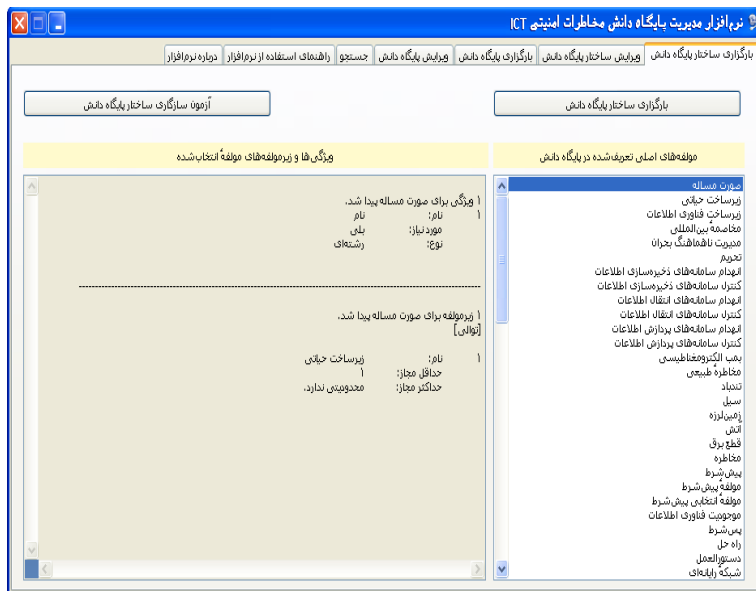 نرم‌افزار مدیریت پایگاه دانش مخاطرات امنیتی ICT
بارگزاری ساختار پایگاه دانش
ویرایش ساختار پایگاه دانش
بارگزاری پایگاه دانش
ویرایش پایگاه دانش
جستجو
راهنمای استفاده از نرم‌افزار
درباره نرم‌افزار
بارگزاری ساختار پایگاه دانش
آزمون سازگاری ساختار پایگاه دانش
مولفه‌های اصلی تعریف‌شده در پایگاه دانش
صورت مساله
زیرساخت حیاتی
زیرساخت فناوری اطلاعات
مخاصمهٔ بین‌المللی
مدیریت ناهماهنگ بحران
تحریم
انهدام سامانه‌های ذخیره‌سازی اطلاعات
کنترل سامانه‌های ذخیره‌سازی اطلاعات
انهدام سامانه‌های انتقال اطلاعات
کنترل سامانه‌های انتقال اطلاعات
انهدام سامانه‌های پردازش اطلاعات
کنترل سامانه‌های پردازش اطلاعات
بمب الکترومغناطیسی
مخاطرهٔ طبیعی
تندباد
سیل
زمین‌لرزه
آتش
قطع برق
مخاطره
پیش‌شرط
مولفهٔ پیش‌شرط
مولفهٔ انتخابی پیش‌شرط
موجودیت فناوری اطلاعات
پس‌شرط
راه حل
دستورالعمل
شبکهٔ رایانه‌ای
ویژگی‌ها و زیرمولفه‌های مولفهٔ انتخاب‌شده
۱ ویژگی برای صورت مساله پیدا شد.
۱ نام: نام
موردنیاز: بلی
نوع: رشته‌ای
۱ زیرمولفه برای صورت مساله پیدا شد.
[توالی]
۱ نام: زیرساخت حیاتی
حداقل مجاز: ۱
حداکثر مجاز: محدودیتی ندارد.